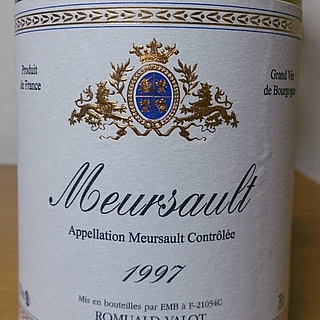 Produit
de France
Grand Vin
de Bourgogne
Meursault
Appellation Meursault Contrôlée
1997
Mis en bouteilles par EMB à F-21054C
ROMUALD VALOT